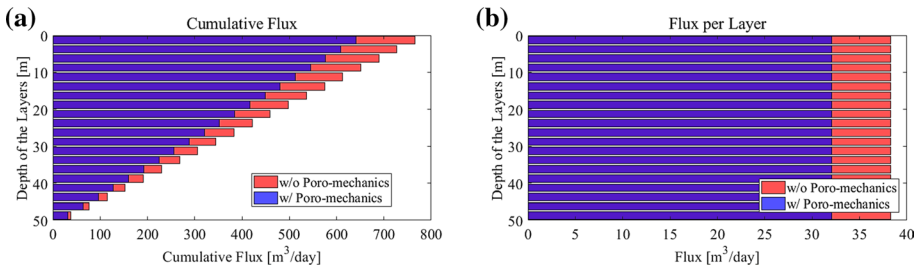 (a)
Cumulative Flux
Depth of the Layers [m]
0
10
20
30
40
50
w/o Poro-mechanics
w/ Poro-mechanics
0 100 200 300 400 500 600 700 800
Cumulative Flux [m³/day]
(b)
Flux per Layer
Depth of the Layers [m]
0
10
20
30
40
50
w/o Poro-mechanics
w/ Poro-mechanics
0 5 10 15 20 25 30 35 40
Flux [m³/day]